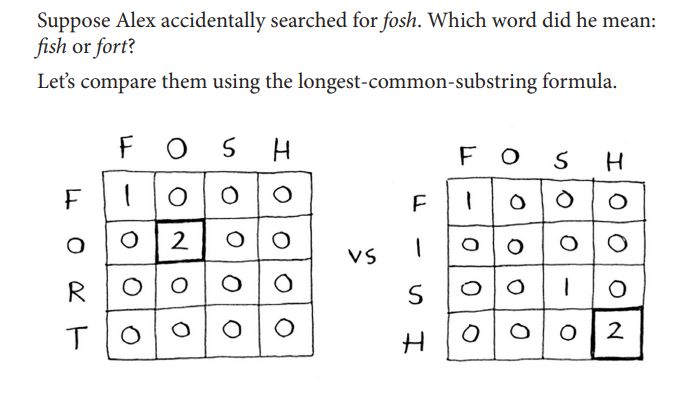 Suppose Alex accidentally searched for fosh. Which word did he mean:
fish or fort?
Let's compare them using the longest-common-substring formula.
F O S H
F 1 0 0 0
O 0 2 0 0
R 0 0 0 0
T 0 0 0 0
vs
F O S H
F 1 0 0 0
I 0 0 0 0
S 0 0 1 0
H 0 0 0 2